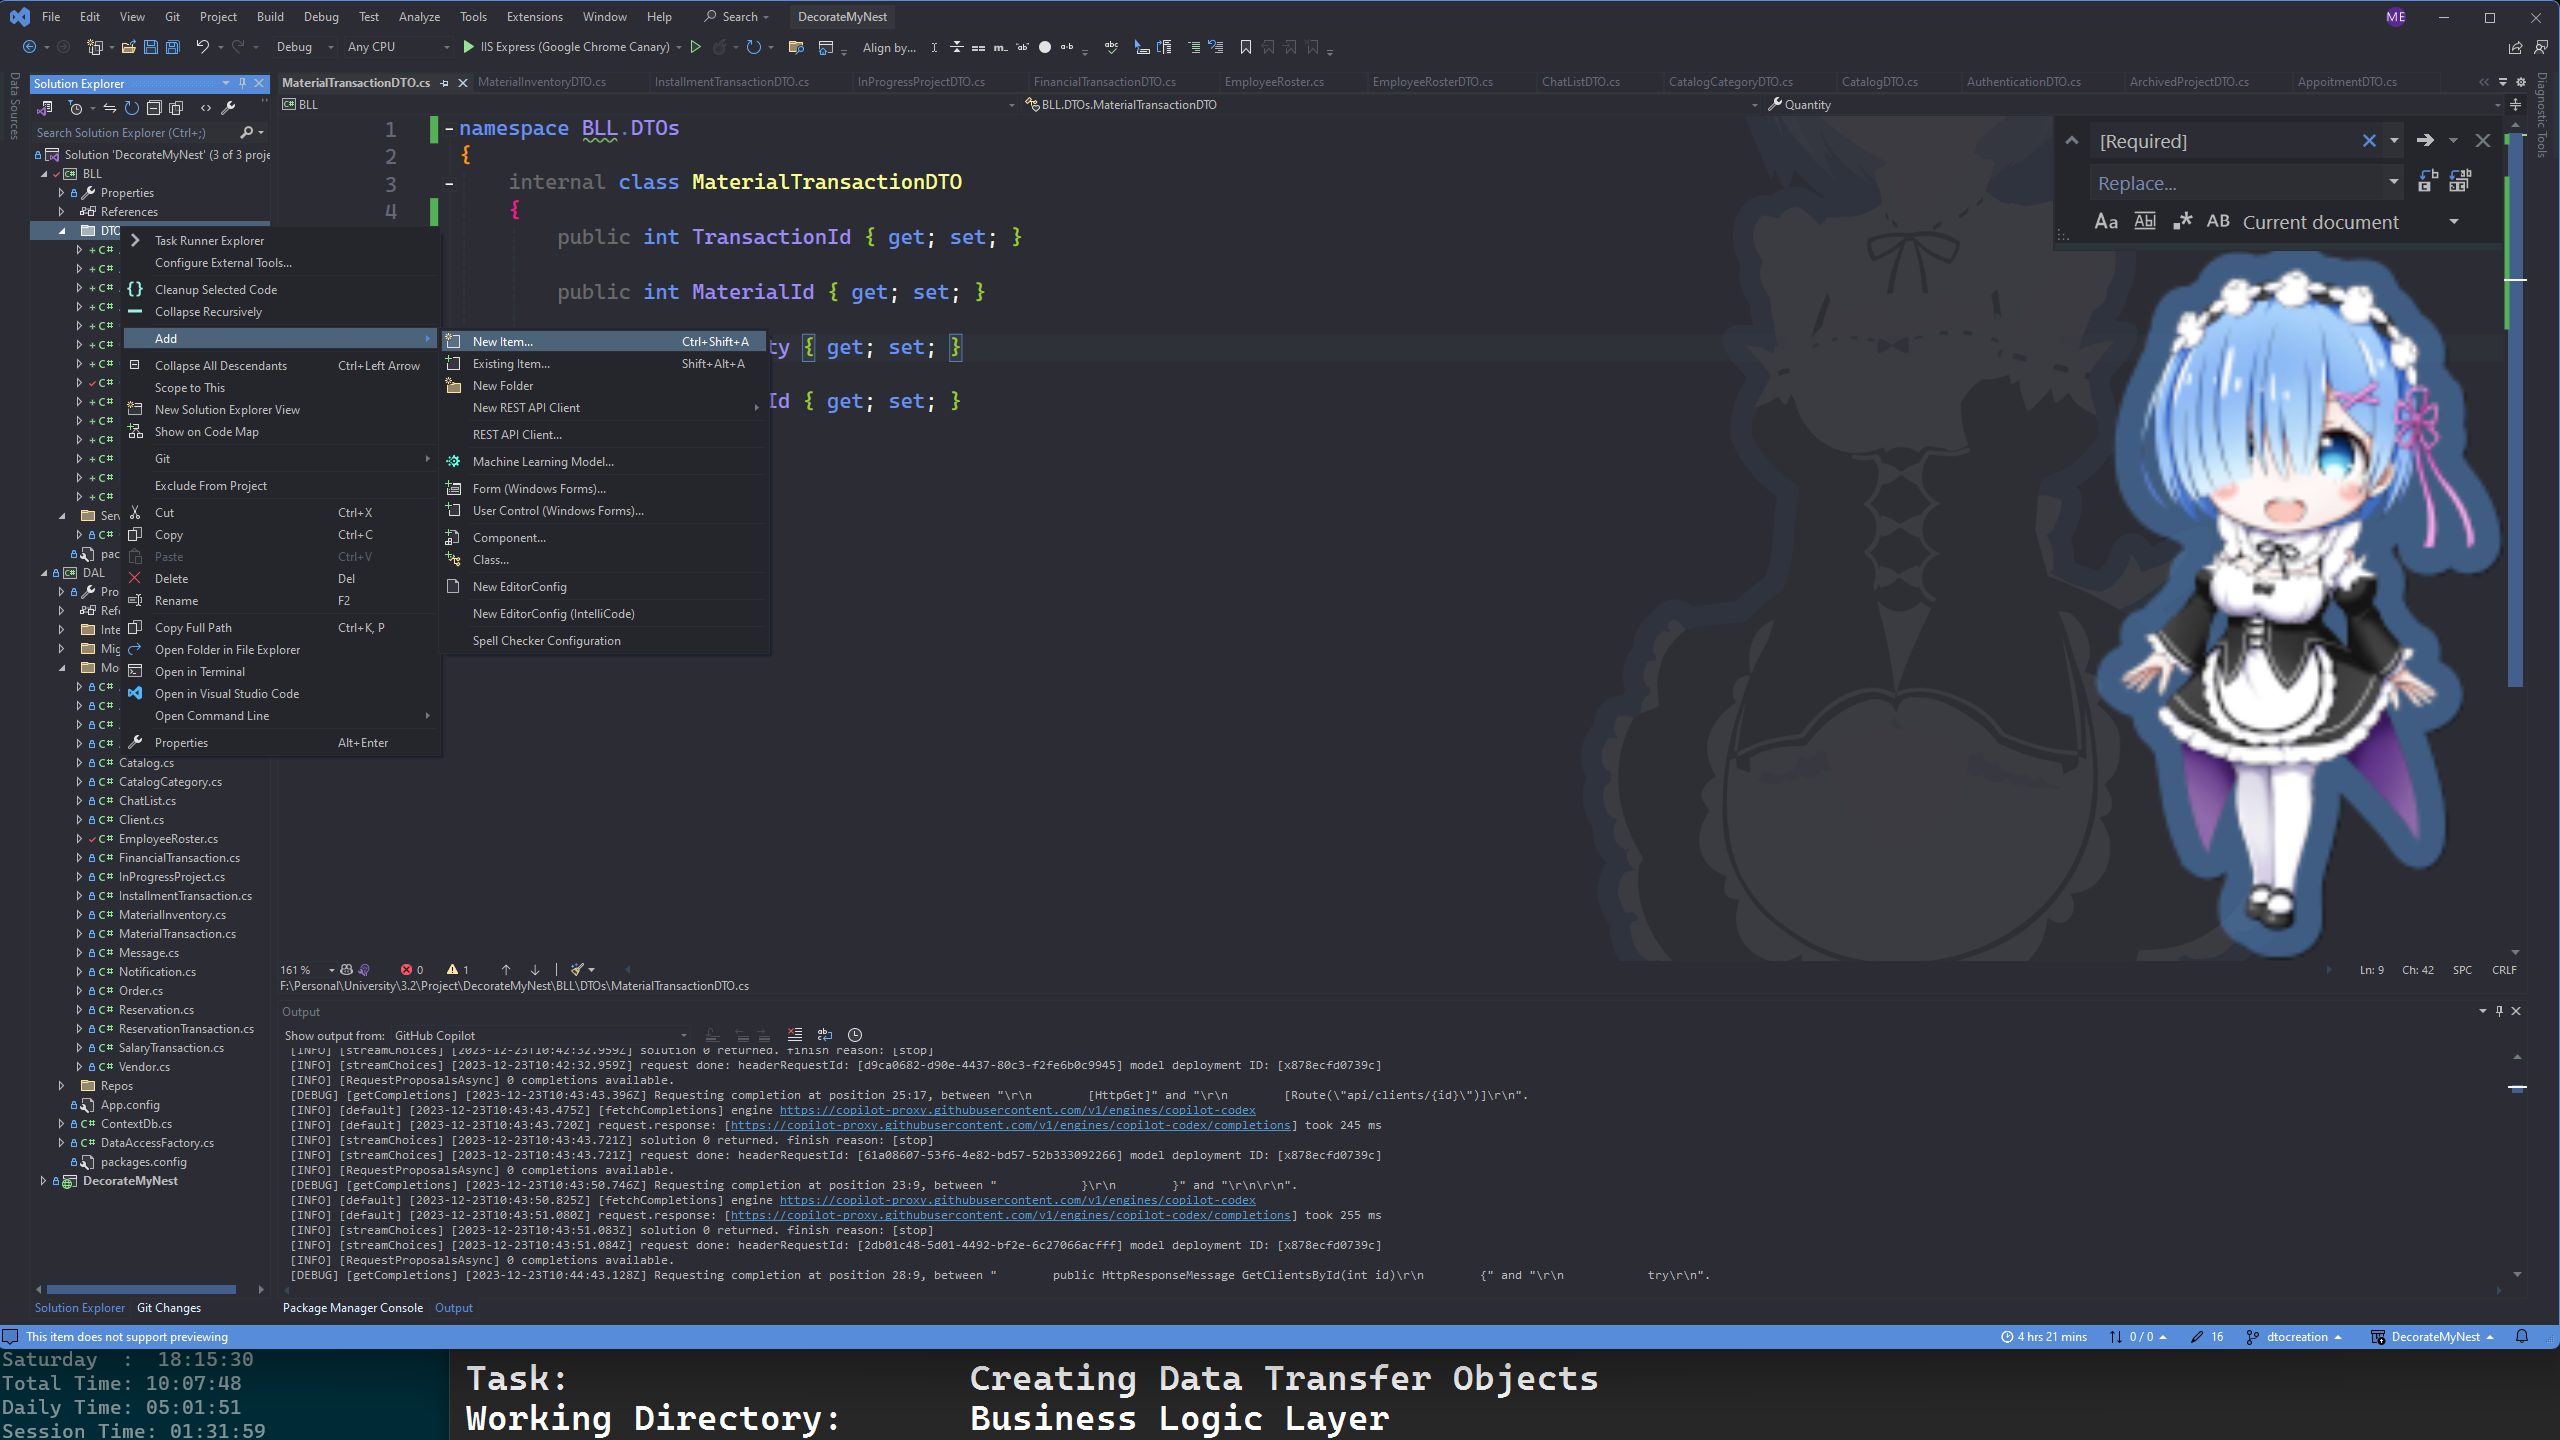 File Edit View Git Project Build Debug Test Analyze Tools Extensions Window Help Search DecorateMyNest ME
Debug Any CPU IIS Express (Google Chrome Canary) Align by...
Data Sources
Diagnostic Tools
Solution Explorer
Search Solution Explorer (Ctrl+;)
MaterialTransactionDTO.cs MaterialInventoryDTO.cs InstallmentTransactionDTO.cs InProgressProjectDTO.cs FinancialTransactionDTO.cs EmployeeRoster.cs EmployeeRosterDTO.cs ChatListDTO.cs CatalogCategoryDTO.cs CatalogDTO.cs AuthenticationDTO.cs ArchivedProjectDTO.cs AppoitmentDTO.cs
BLL BLL.DTOs.MaterialTransactionDTO Quantity
Solution 'DecorateMyNest' (3 of 3 proje
BLL
Properties
References
DTO
Serv
pac
DAL
Pro
Refe
Inte
Mig
Mo
Catalog.cs
CatalogCategory.cs
ChatList.cs
Client.cs
EmployeeRoster.cs
FinancialTransaction.cs
InProgressProject.cs
InstallmentTransaction.cs
MaterialInventory.cs
MaterialTransaction.cs
Message.cs
Notification.cs
Order.cs
Reservation.cs
ReservationTransaction.cs
SalaryTransaction.cs
Vendor.cs
Repos
App.config
ContextDb.cs
DataAccessFactory.cs
packages.config
DecorateMyNest
Solution Explorer Git Changes
Task Runner Explorer
Configure External Tools...
Cleanup Selected Code
Collapse Recursively
Add
Collapse All Descendants Ctrl+Left Arrow
Scope to This
New Solution Explorer View
Show on Code Map
Git
Exclude From Project
Cut Ctrl+X
Copy Ctrl+C
Paste Ctrl+V
Delete Del
Rename F2
Copy Full Path Ctrl+K, P
Open Folder in File Explorer
Open in Terminal
Open in Visual Studio Code
Open Command Line
Properties Alt+Enter
New Item... Ctrl+Shift+A
Existing Item... Shift+Alt+A
New Folder
New REST API Client
REST API Client...
Machine Learning Model...
Form (Windows Forms)...
User Control (Windows Forms)...
Component...
Class...
New EditorConfig
New EditorConfig (IntelliCode)
Spell Checker Configuration
1 namespace BLL.DTOs
2 {
3 internal class MaterialTransactionDTO
4 {
public int TransactionId { get; set; }
public int MaterialId { get; set; }
ty { get; set; }
Id { get; set; }
[Required]
Replace...
Aa Abl .* AB Current document
161 % 0 1 Ln: 9 Ch: 42 SPC CRLF
F:\Personal\University\3.2\Project\DecorateMyNest\BLL\DTOs\MaterialTransactionDTO.cs
Output
Show output from: GitHub Copilot
[INFO] [streamChoices] [2023-12-23T10:42:32.959Z] solution 0 returned. finish reason: [stop]
[INFO] [streamChoices] [2023-12-23T10:42:32.959Z] request done: headerRequestId: [d9ca0682-d90e-4437-80c3-f2fe6b0c9945] model deployment ID: [x878ecfd0739c]
[INFO] [RequestProposalsAsync] 0 completions available.
[DEBUG] [getCompletions] [2023-12-23T10:43:43.396Z] Requesting completion at position 25:17, between "\r\n [HttpGet]" and "\r\n [Route(\"api/clients/{id}\")]\r\n".
[INFO] [default] [2023-12-23T10:43:43.475Z] [fetchCompletions] engine https://copilot-proxy.githubusercontent.com/v1/engines/copilot-codex
[INFO] [default] [2023-12-23T10:43:43.720Z] request.response: [https://copilot-proxy.githubusercontent.com/v1/engines/copilot-codex/completions] took 245 ms
[INFO] [streamChoices] [2023-12-23T10:43:43.721Z] solution 0 returned. finish reason: [stop]
[INFO] [streamChoices] [2023-12-23T10:43:43.721Z] request done: headerRequestId: [61a08607-53f6-4e82-bd57-52b333092266] model deployment ID: [x878ecfd0739c]
[INFO] [RequestProposalsAsync] 0 completions available.
[DEBUG] [getCompletions] [2023-12-23T10:43:50.746Z] Requesting completion at position 23:9, between " }\r\n }" and "\r\n\r\n".
[INFO] [default] [2023-12-23T10:43:50.825Z] [fetchCompletions] engine https://copilot-proxy.githubusercontent.com/v1/engines/copilot-codex
[INFO] [default] [2023-12-23T10:43:51.080Z] request.response: [https://copilot-proxy.githubusercontent.com/v1/engines/copilot-codex/completions] took 255 ms
[INFO] [streamChoices] [2023-12-23T10:43:51.083Z] solution 0 returned. finish reason: [stop]
[INFO] [streamChoices] [2023-12-23T10:43:51.084Z] request done: headerRequestId: [2db01c48-5d01-4492-bf2e-6c27066acfff] model deployment ID: [x878ecfd0739c]
[INFO] [RequestProposalsAsync] 0 completions available.
[DEBUG] [getCompletions] [2023-12-23T10:44:43.128Z] Requesting completion at position 28:9, between " public HttpResponseMessage GetClientsById(int id)\r\n {" and "\r\n try\r\n".
Package Manager Console Output
This item does not support previewing 4 hrs 21 mins 0 / 0 16 dtocreation DecorateMyNest
Saturday : 18:15:30
Total Time: 10:07:48
Daily Time: 05:01:51
Session Time: 01:31:59
Task: Creating Data Transfer Objects
Working Directory: Business Logic Layer